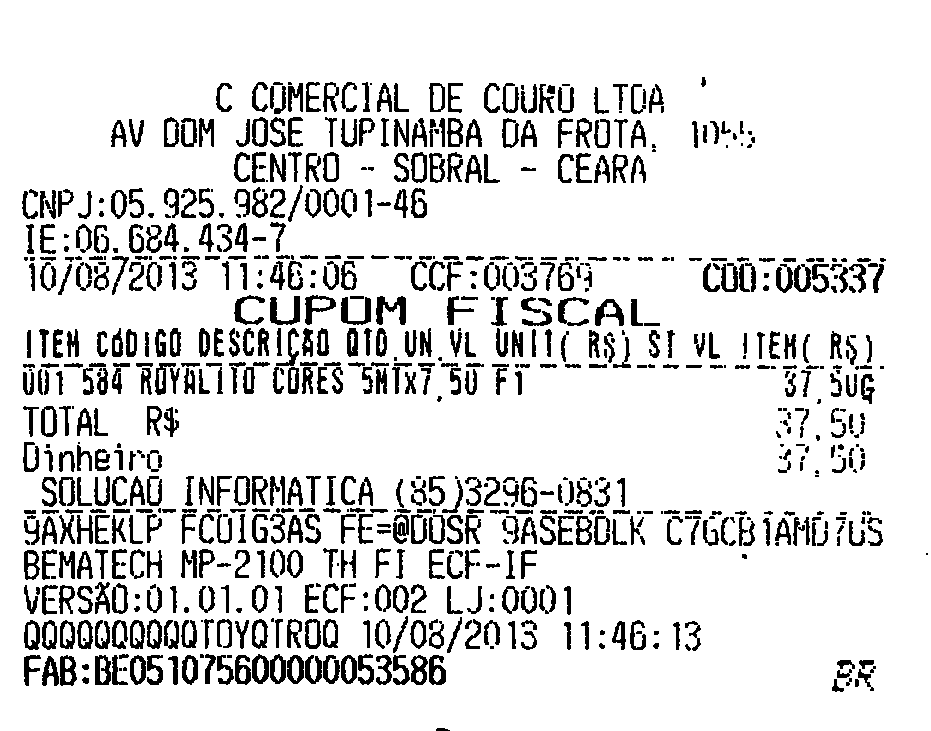 C COMERCIAL DE COURO LTDA
AV DOM JOSE TUPINAMBA DA FROTA,
CENTRO - SOBRAL - CEARA
CNPJ:05.925.982/0001-46
IE:06.684.434-7
10/08/2013 11:46:06 CCF:003769 COO:005337
CUPOM FISCAL
ITEM CÓDIGO DESCRIÇÃO QTD.UN.VL UNIT( R$) ST VL ITEM( R$)
001 584 ROYALITO CORES 5MTx7,50 F1 37,50G
TOTAL R$ 37,50
Dinheiro 37,50
SOLUCAO INFORMATICA (85)3296-0831
9AXHEKLP FE=@DOSR 9ASEBDLK
BEMATECH MP-2100 TH FI ECF-IF
VERSÃO:01.01.01 ECF:002 LJ:0001
QQQQQQQQQQTOYQTROQ 10/08/2013 11:46:13
FAB:BE051075600000053586
BR